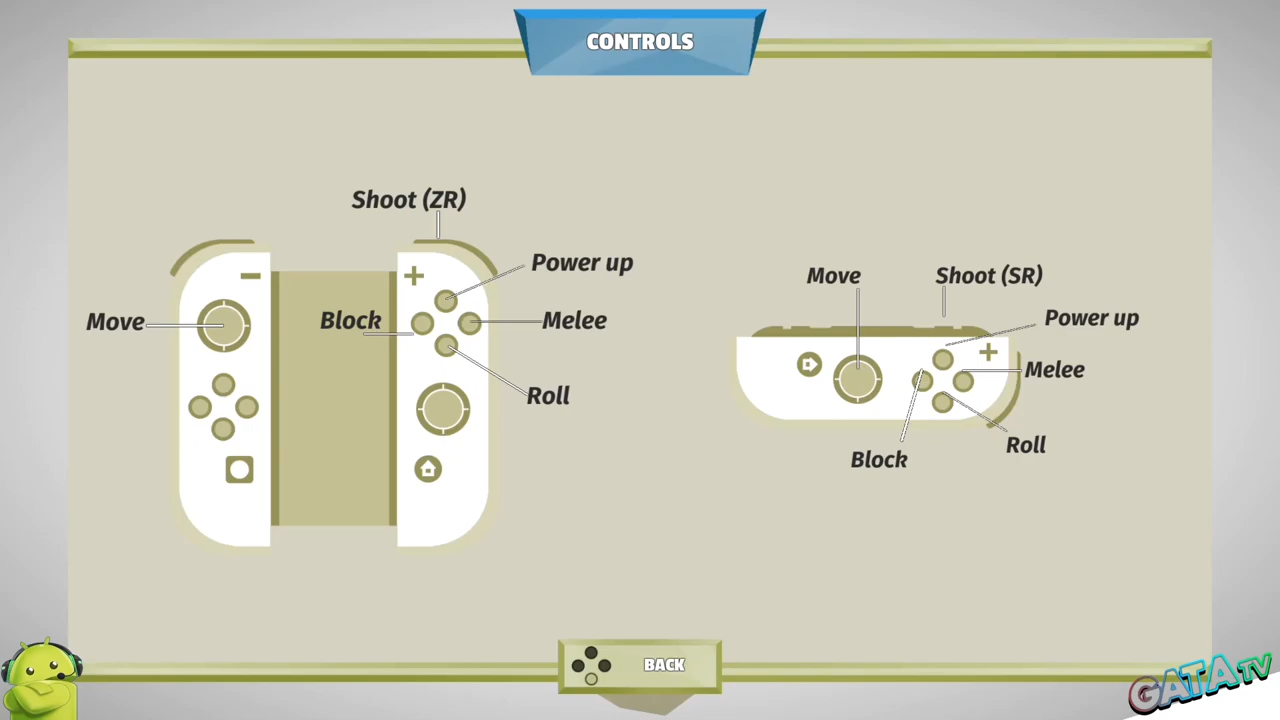 CONTROLS
Shoot (ZR)
Power up
Move
Block
Melee
Roll
Move
Shoot (SR)
Power up
Melee
Roll
Block
BACK
GATA TV